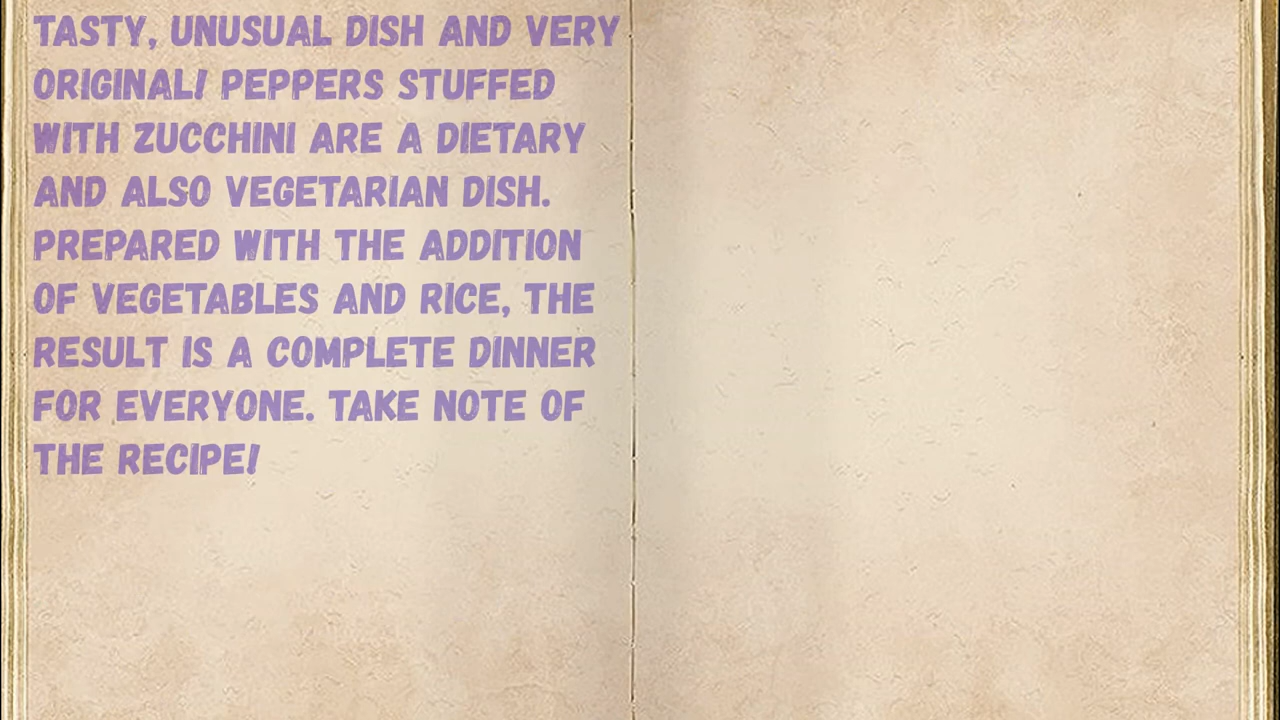 TASTY, UNUSUAL DISH AND VERY
ORIGINAL! PEPPERS STUFFED
WITH ZUCCHINI ARE A DIETARY
AND ALSO VEGETARIAN DISH.
PREPARED WITH THE ADDITION
OF VEGETABLES AND RICE, THE
RESULT IS A COMPLETE DINNER
FOR EVERYONE. TAKE NOTE OF
THE RECIPE!